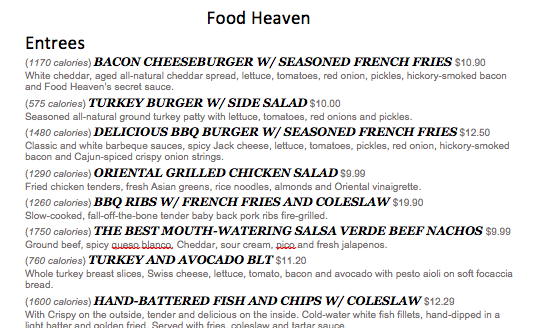 Food Heaven
Entrees
(1170 calories) BACON CHEESEBURGER W/ SEASONED FRENCH FRIES $10.90
White cheddar, aged all-natural cheddar spread, lettuce, tomatoes, red onion, pickles, hickory-smoked bacon
and Food Heaven's secret sauce.
(575 calories) TURKEY BURGER W/ SIDE SALAD $10.00
Seasoned all-natural ground turkey patty with lettuce, tomatoes, red onions and pickles.
(1480 calories) DELICIOUS BBQ BURGER W/ SEASONED FRENCH FRIES $12.50
Classic and white barbeque sauces, spicy Jack cheese, lettuce, tomatoes, pickles, red onion, hickory-smoked
bacon and Cajun-spiced crispy onion strings.
(1290 calories) ORIENTAL GRILLED CHICKEN SALAD $9.99
Fried chicken tenders, fresh Asian greens, rice noodles, almonds and Oriental vinaigrette.
(1260 calories) BBQ RIBS W/ FRENCH FRIES AND COLESLAW $19.90
Slow-cooked, fall-off-the-bone tender baby back pork ribs fire-grilled.
(1750 calories) THE BEST MOUTH-WATERING SALSA VERDE BEEF NACHOS $9.99
Ground beef, spicy queso blanco, Cheddar, sour cream, pico and fresh jalapenos.
(760 calories) TURKEY AND AVOCADO BLT $11.20
Whole turkey breast slices, Swiss cheese, lettuce, tomato, bacon and avocado with pesto aioli on soft focaccia
bread.
(1600 calories) HAND-BATTERED FISH AND CHIPS W/ COLESLAW $12.29
With Crispy on the outside, tender and delicious on the inside. Cold-water white fish fillets, hand-dipped in a
light batter and golden fried. Served with fries, coleslaw and tartar sauce.